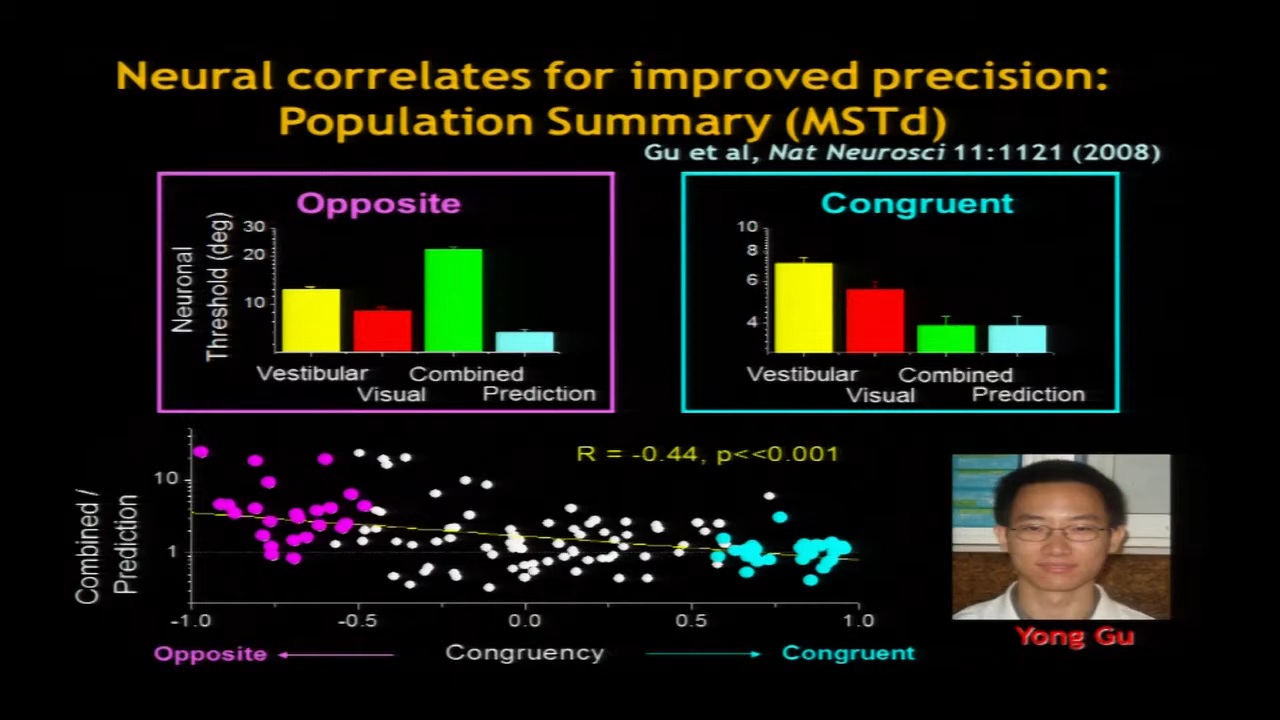 Neural correlates for improved precision:
Population Summary (MSTd)
Gu et al, Nat Neurosci 11:1121 (2008)
Opposite
Neuronal
Threshold (deg)
30
20
10
Vestibular
Visual
Combined
Prediction
Congruent
10
8
6
4
Vestibular
Visual
Combined
Prediction
R = -0.44, p<<0.001
Combined /
Prediction
10
1
-1.0 -0.5 0.0 0.5 1.0
Opposite Congruency Congruent
Yong Gu